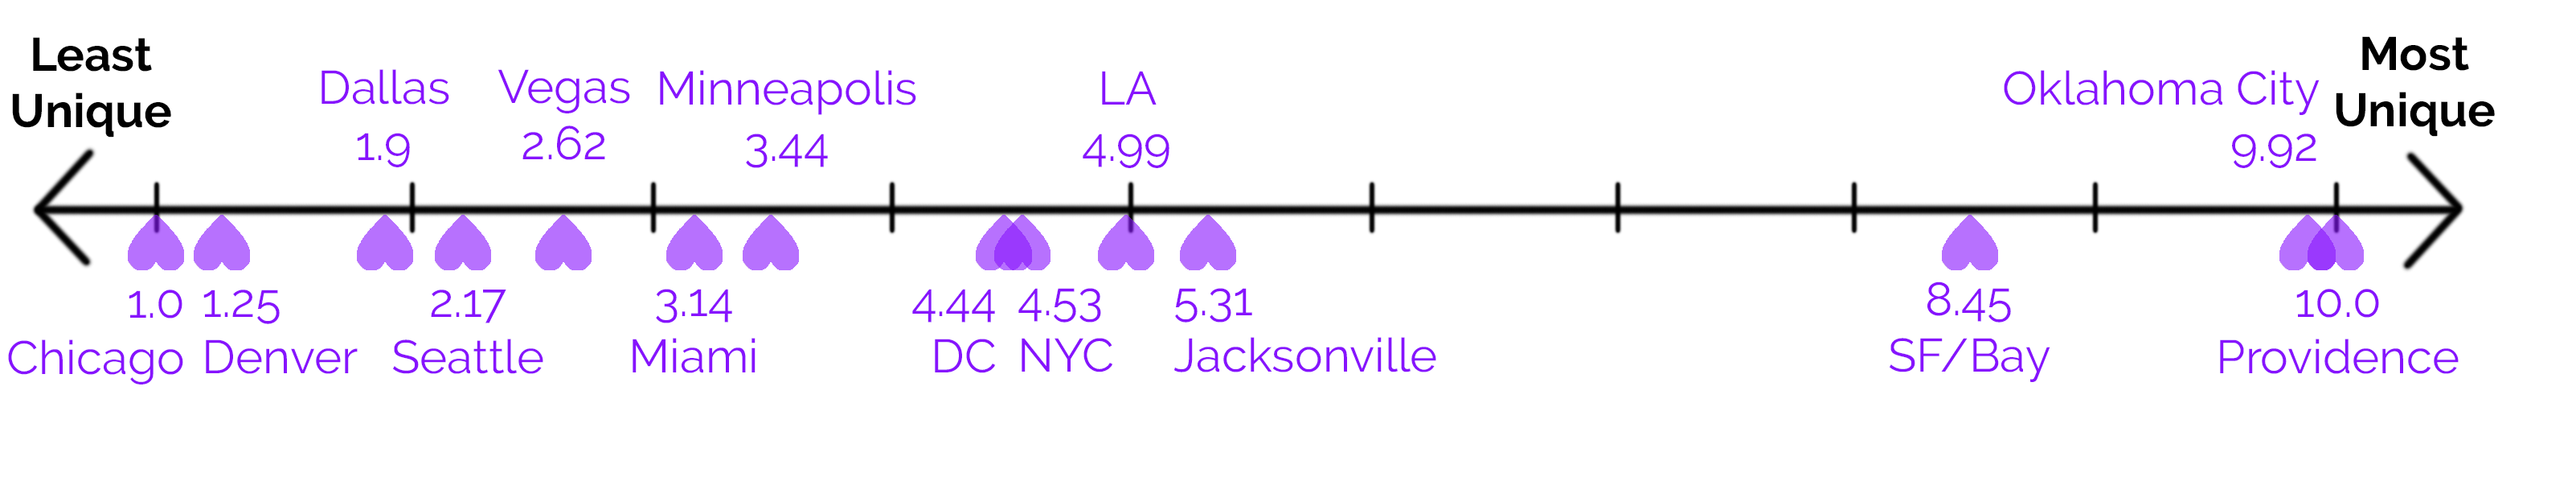 Least
Unique
Dallas
1.9
Vegas
2.62
Minneapolis
3.44
LA
4.99
Oklahoma City
9.92
Most
Unique
1.0
Chicago
1.25
Denver
2.17
Seattle
3.14
Miami
4.44
DC
4.53
NYC
5.31
Jacksonville
8.45
SF/Bay
10.0
Providence